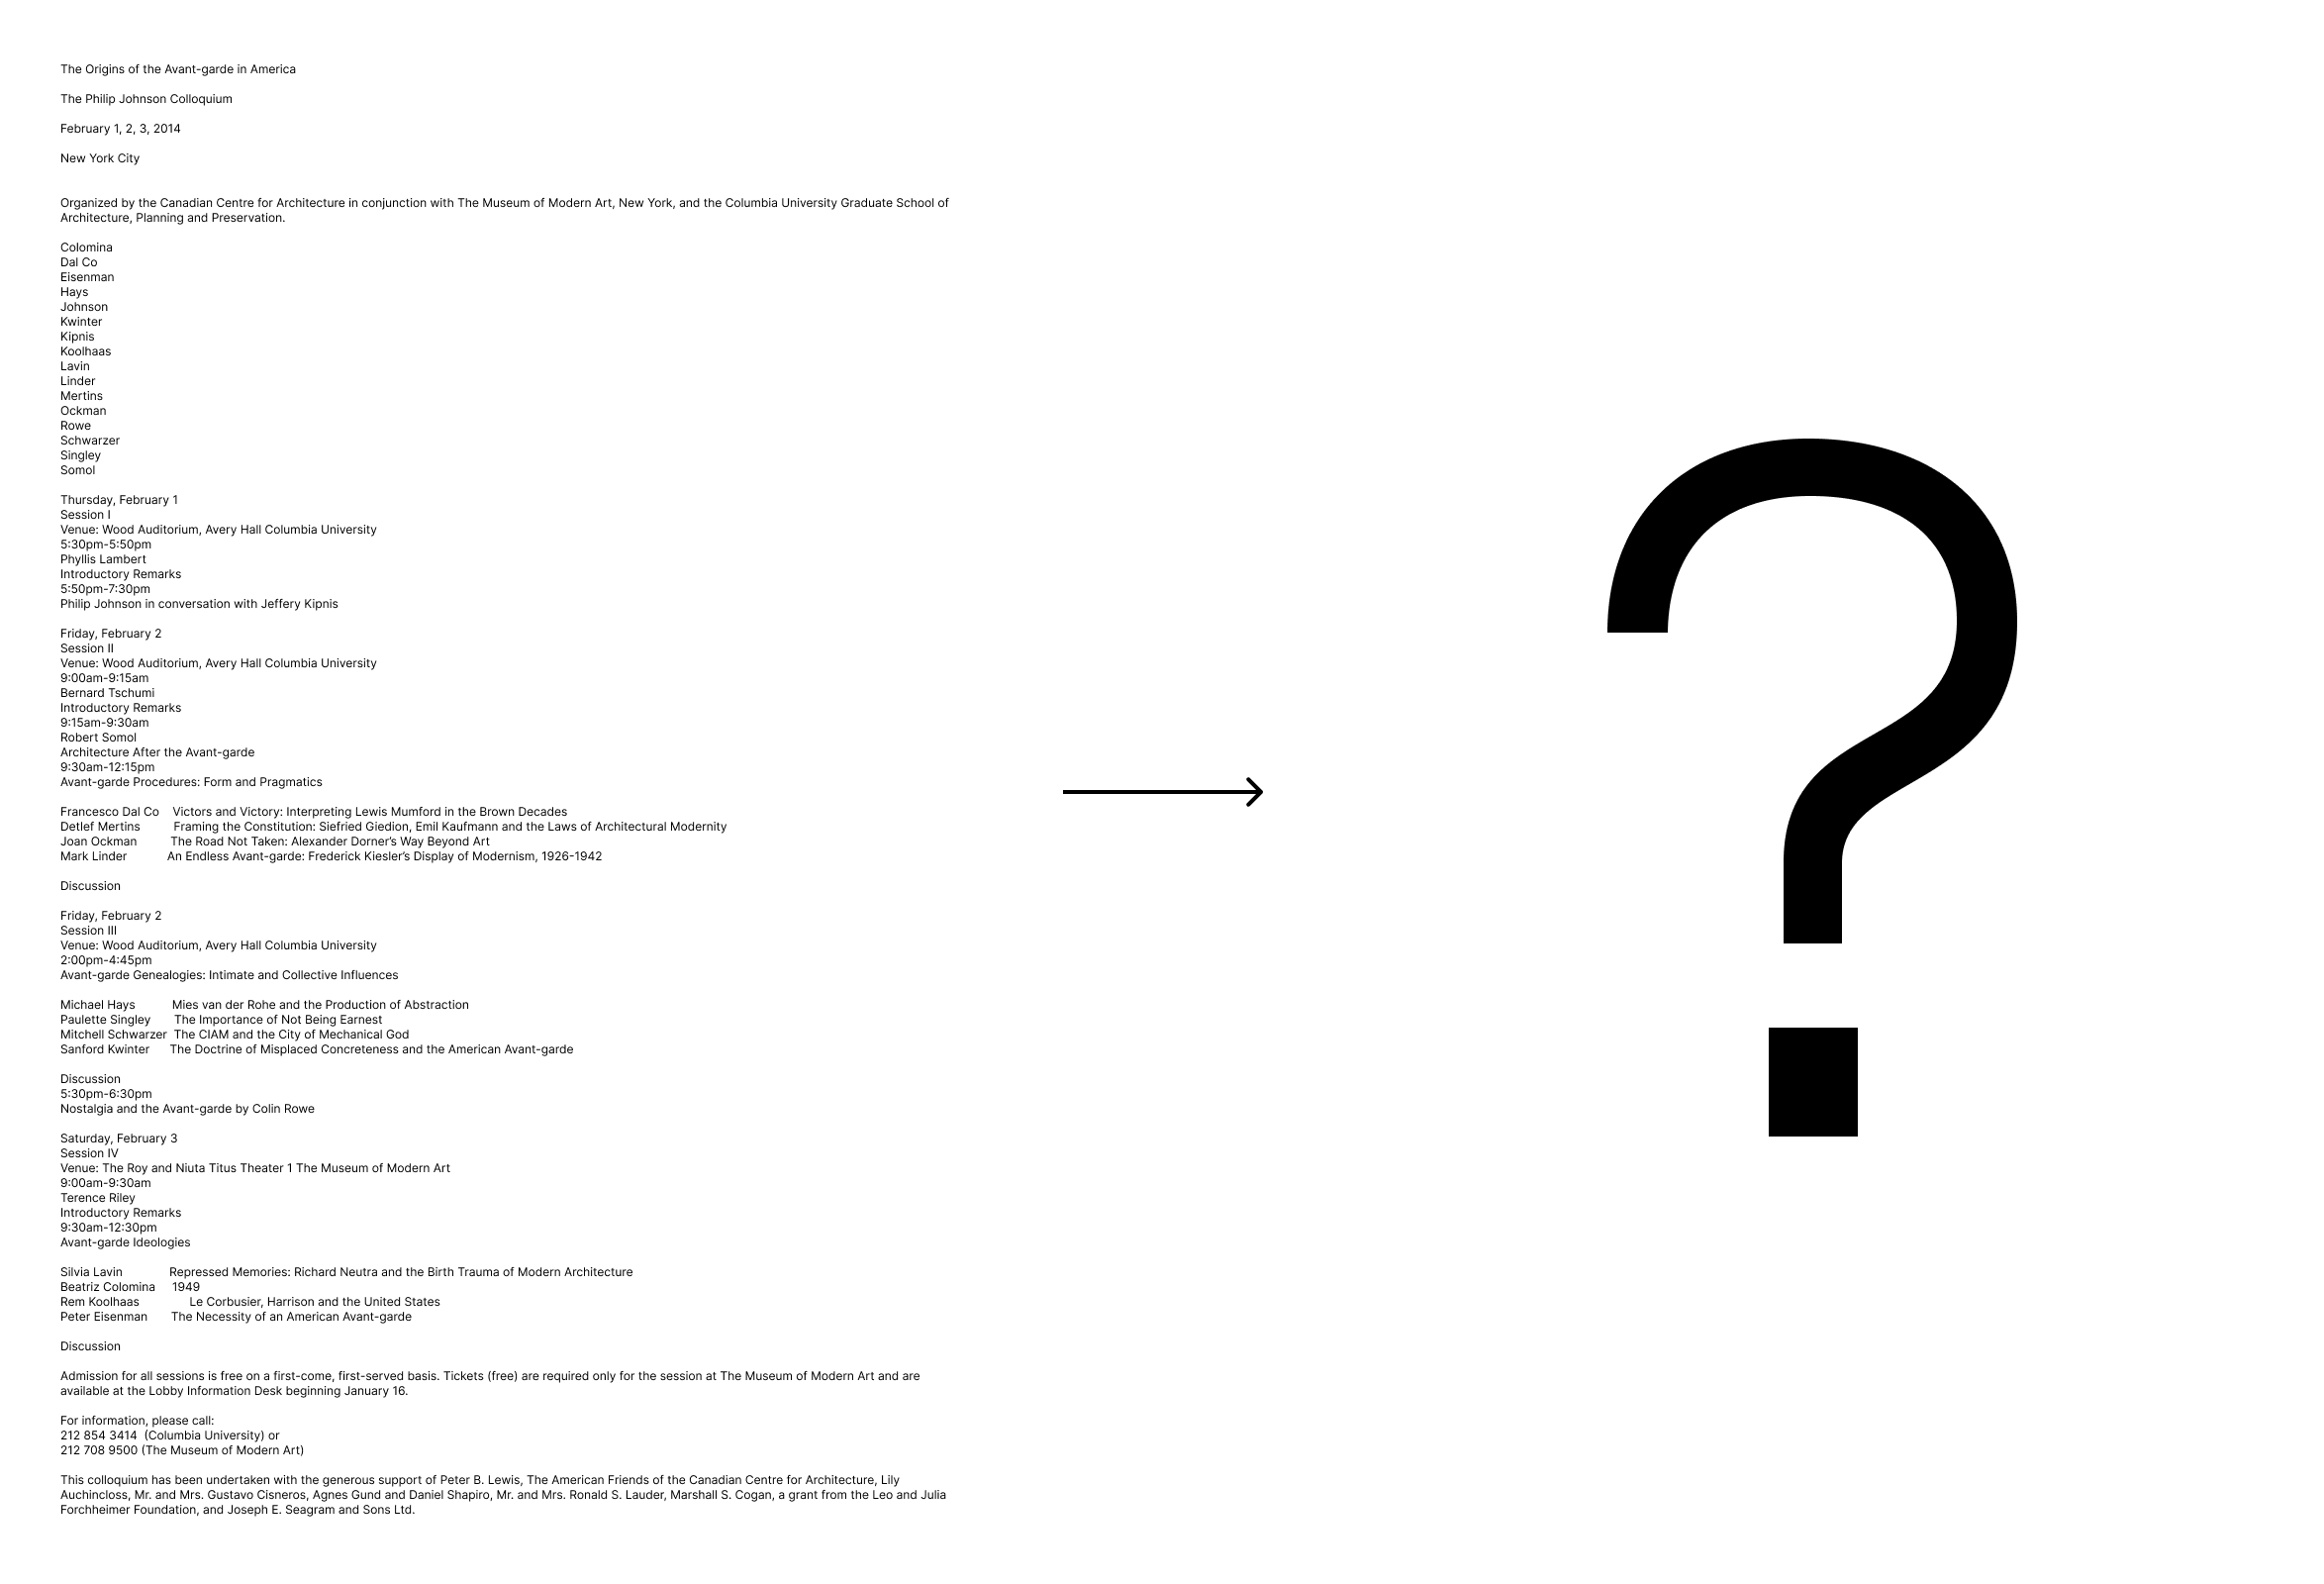 The Origins of the Avant-garde in America
The Philip Johnson Colloquium
February 1, 2, 3, 2014
New York City
Organized by the Canadian Centre for Architecture in conjunction with The Museum of Modern Art, New York, and the Columbia University Graduate School of
Architecture, Planning and Preservation.
Colomina
Dal Co
Eisenman
Hays
Johnson
Kwinter
Kipnis
Koolhaas
Lavin
Linder
Mertins
Ockman
Rowe
Schwarzer
Singley
Somol
Thursday, February 1
Session I
Venue: Wood Auditorium, Avery Hall Columbia University
5:30pm-5:50pm
Phyllis Lambert
Introductory Remarks
5:50pm-7:30pm
Philip Johnson in conversation with Jeffery Kipnis
Friday, February 2
Session II
Venue: Wood Auditorium, Avery Hall Columbia University
9:00am-9:15am
Bernard Tschumi
Introductory Remarks
9:15am-9:30am
Robert Somol
Architecture After the Avant-garde
9:30am-12:15pm
Avant-garde Procedures: Form and Pragmatics
Francesco Dal Co Victors and Victory: Interpreting Lewis Mumford in the Brown Decades
Detlef Mertins Framing the Constitution: Siefried Giedion, Emil Kaufmann and the Laws of Architectural Modernity
Joan Ockman The Road Not Taken: Alexander Dorner’s Way Beyond Art
Mark Linder An Endless Avant-garde: Frederick Kiesler’s Display of Modernism, 1926-1942
Discussion
Friday, February 2
Session III
Venue: Wood Auditorium, Avery Hall Columbia University
2:00pm-4:45pm
Avant-garde Genealogies: Intimate and Collective Influences
Michael Hays Mies van der Rohe and the Production of Abstraction
Paulette Singley The Importance of Not Being Earnest
Mitchell Schwarzer The CIAM and the City of Mechanical God
Sanford Kwinter The Doctrine of Misplaced Concreteness and the American Avant-garde
Discussion
5:30pm-6:30pm
Nostalgia and the Avant-garde by Colin Rowe
Saturday, February 3
Session IV
Venue: The Roy and Niuta Titus Theater 1 The Museum of Modern Art
9:00am-9:30am
Terence Riley
Introductory Remarks
9:30am-12:30pm
Avant-garde Ideologies
Silvia Lavin Repressed Memories: Richard Neutra and the Birth Trauma of Modern Architecture
Beatriz Colomina 1949
Rem Koolhaas Le Corbusier, Harrison and the United States
Peter Eisenman The Necessity of an American Avant-garde
Discussion
Admission for all sessions is free on a first-come, first-served basis. Tickets (free) are required only for the session at The Museum of Modern Art and are
available at the Lobby Information Desk beginning January 16.
For information, please call:
212 854 3414 (Columbia University) or
212 708 9500 (The Museum of Modern Art)
This colloquium has been undertaken with the generous support of Peter B. Lewis, The American Friends of the Canadian Centre for Architecture, Lily
Auchincloss, Mr. and Mrs. Gustavo Cisneros, Agnes Gund and Daniel Shapiro, Mr. and Mrs. Ronald S. Lauder, Marshall S. Cogan, a grant from the Leo and Julia
Forchheimer Foundation, and Joseph E. Seagram and Sons Ltd.
→
?